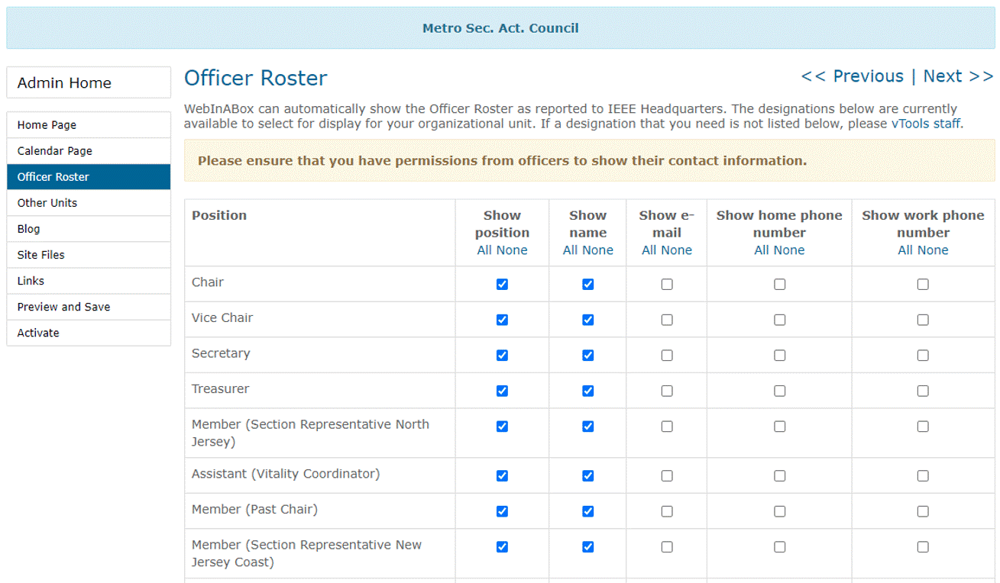 Metro Sec. Act. Council
Admin Home
Home Page
Calendar Page
Officer Roster
Other Units
Blog
Site Files
Links
Preview and Save
Activate
Officer Roster
<< Previous | Next >>
WebInABox can automatically show the Officer Roster as reported to IEEE Headquarters. The designations below are currently
available to select for display for your organizational unit. If a designation that you need is not listed below, please vTools staff.
Please ensure that you have permissions from officers to show their contact information.
Position
Show
position
All None
Show
name
All None
Show e-
mail
All None
Show home phone
number
All None
Show work phone
number
All None
Chair
Vice Chair
Secretary
Treasurer
Member (Section Representative North
Jersey)
Assistant (Vitality Coordinator)
Member (Past Chair)
Member (Section Representative New
Jersey Coast)